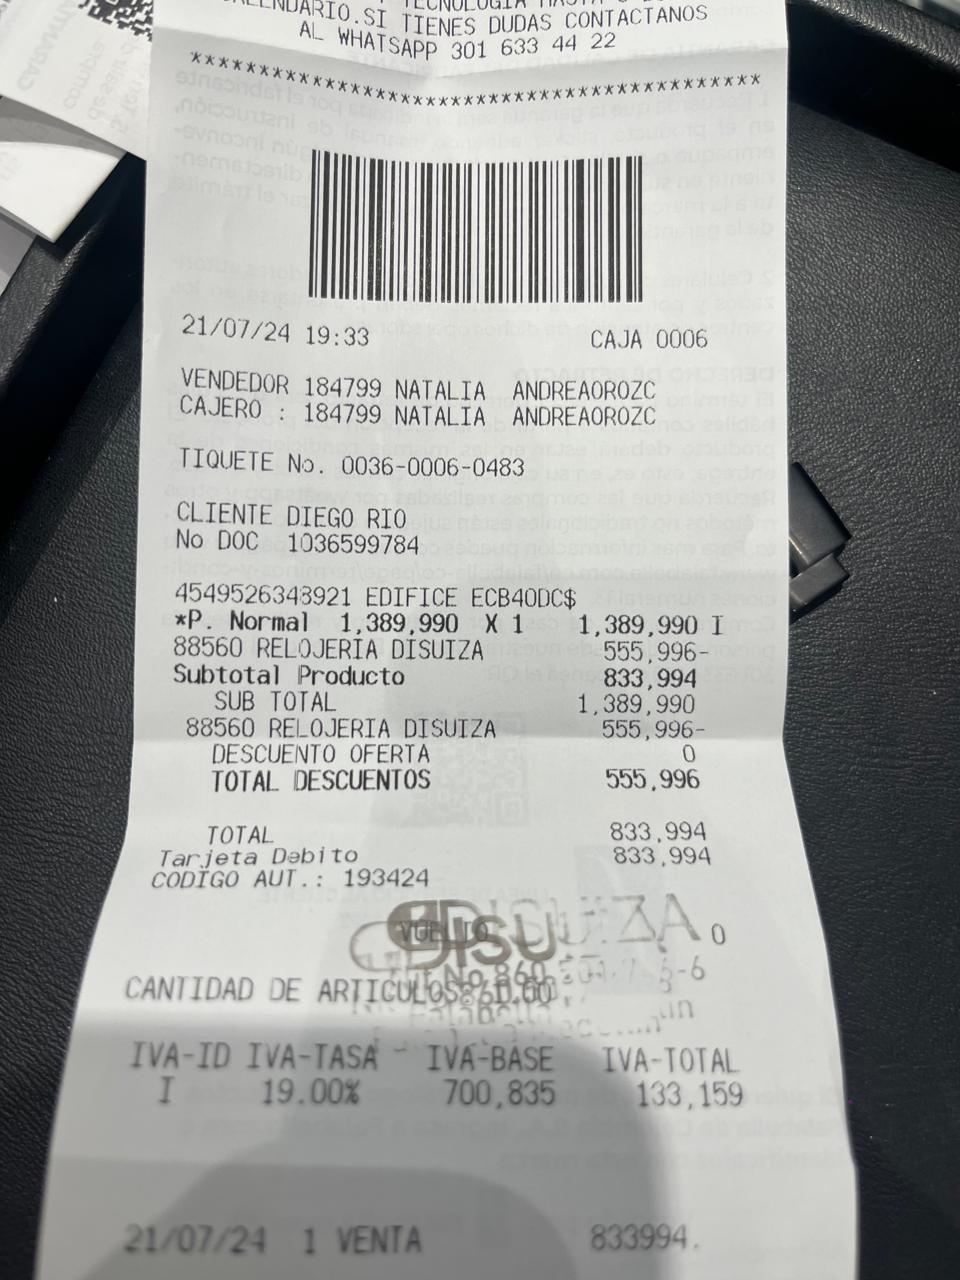 TECNOLOGIA HASTA
CALENDARIO.SI TIENES DUDAS CONTACTANOS
AL WHATSAPP 301 633 44 22
****************************************
21/07/24 19:33 CAJA 0006
VENDEDOR 184799 NATALIA ANDREAOROZC
CAJERO : 184799 NATALIA ANDREAOROZC
TIQUETE No. 0036-0006-0483
CLIENTE DIEGO RIO
No DOC 1036599784
4549526348921 EDIFICE ECB40DC$
*P. Normal 1,389,990 X 1 1,389,990 I
88560 RELOJERIA DISUIZA 555,996-
Subtotal Producto 833,994
SUB TOTAL 1,389,990
88560 RELOJERIA DISUIZA 555,996-
DESCUENTO OFERTA 0
TOTAL DESCUENTOS 555,996
TOTAL 833,994
Tarjeta Debito 833,994
CODIGO AUT.: 193424
VUELTO 0
DISUIZA
CANTIDAD DE ARTICULOS
IVA-ID IVA-TASA IVA-BASE IVA-TOTAL
I 19.00% 700,835 133,159
21/07/24 1 VENTA 833994.